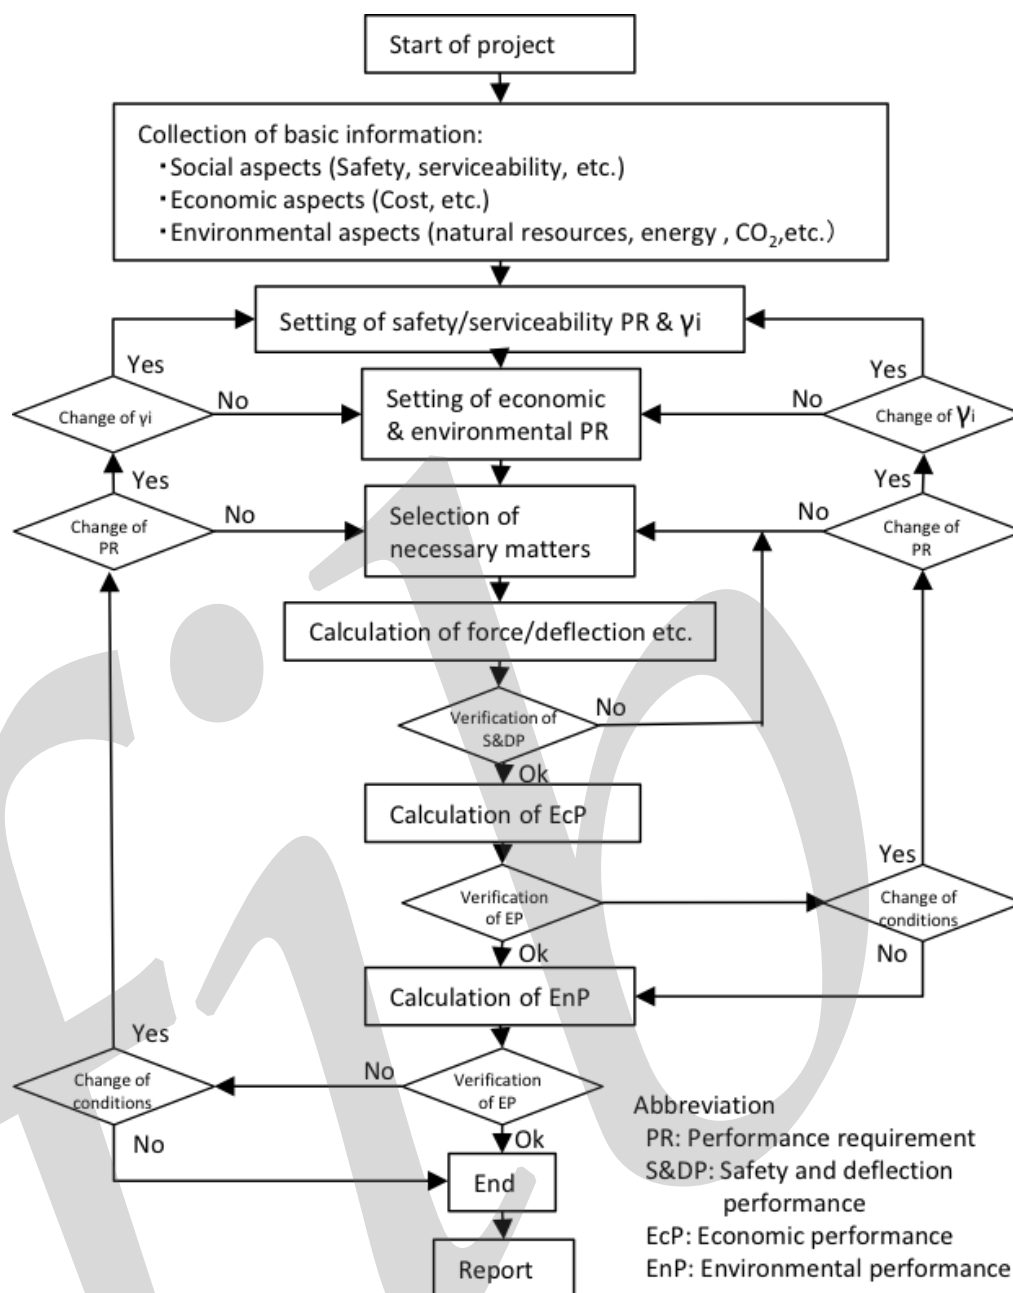 Start of project
Collection of basic information:
・Social aspects (Safety, serviceability, etc.)
・Economic aspects (Cost, etc.)
・Environmental aspects (natural resources, energy , CO₂,etc.）
Setting of safety/serviceability PR & γi
Yes
Yes
Change of γi
No
Setting of economic
& environmental PR
No
Change of γi
Yes
Yes
Change of
PR
No
Selection of
necessary matters
No
Change of
PR
Calculation of force/deflection etc.
Verification of
S&DP
No
Ok
Calculation of EcP
Yes
Verification
of EP
Change of
conditions
Ok
No
Calculation of EnP
Yes
Change of
conditions
No
Verification
of EP
No
Ok
End
Report
Abbreviation
PR: Performance requirement
S&DP: Safety and deflection
performance
EcP: Economic performance
EnP: Environmental performance
fib